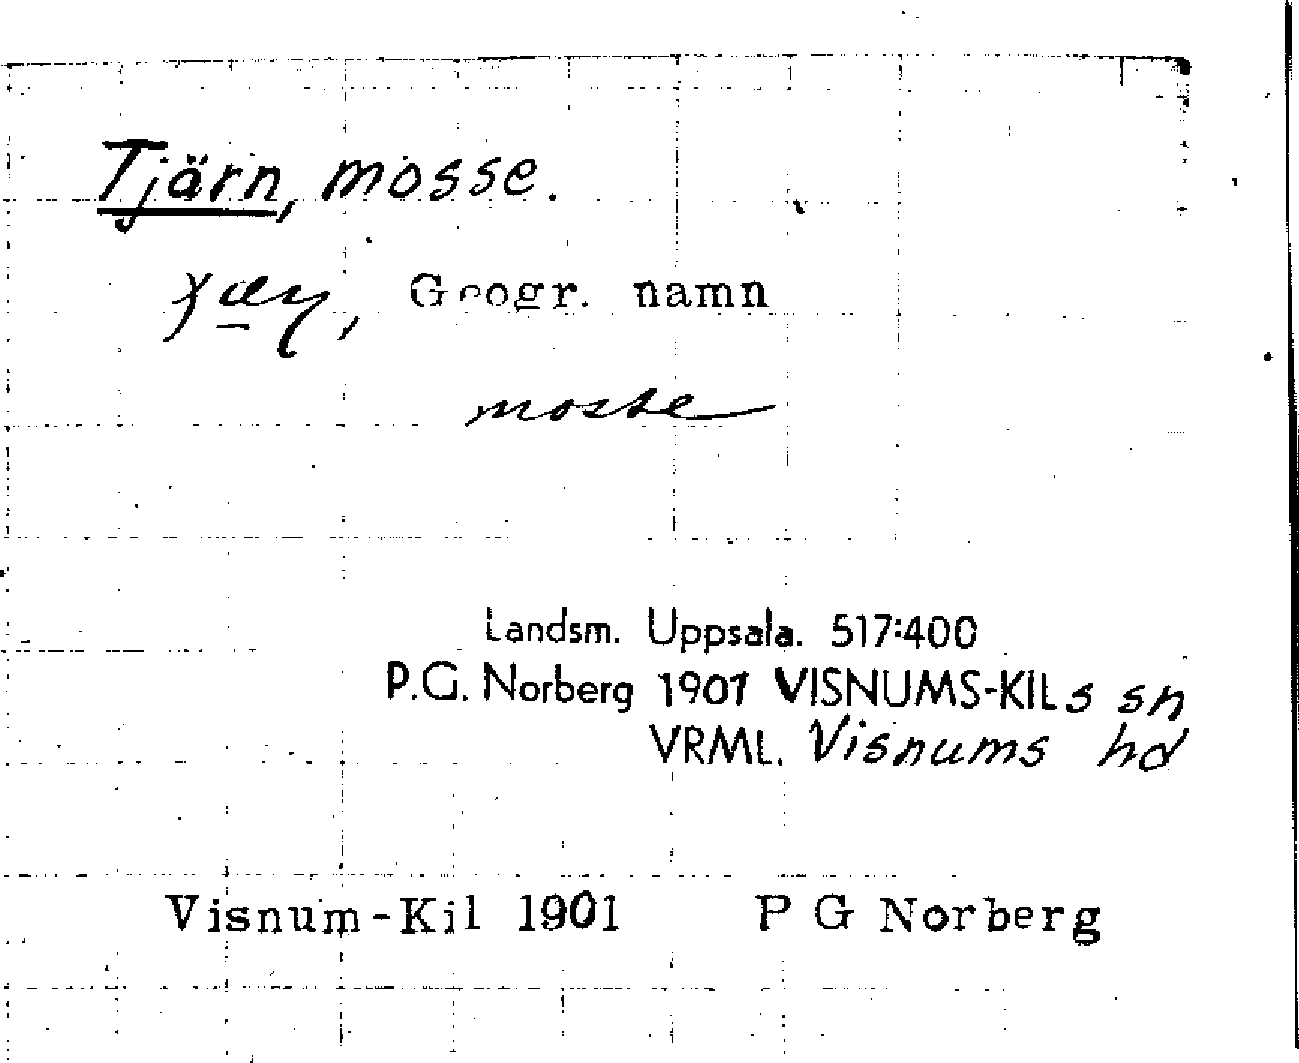 Tjärn, mosse.
Geogr. namn
mosse
Landsm. Uppsala. 517:400
P.G. Norberg 1901 VISNUMS-KILs sn
VRML. Visnums hd
Visnum-Kil 1901 P G Norberg